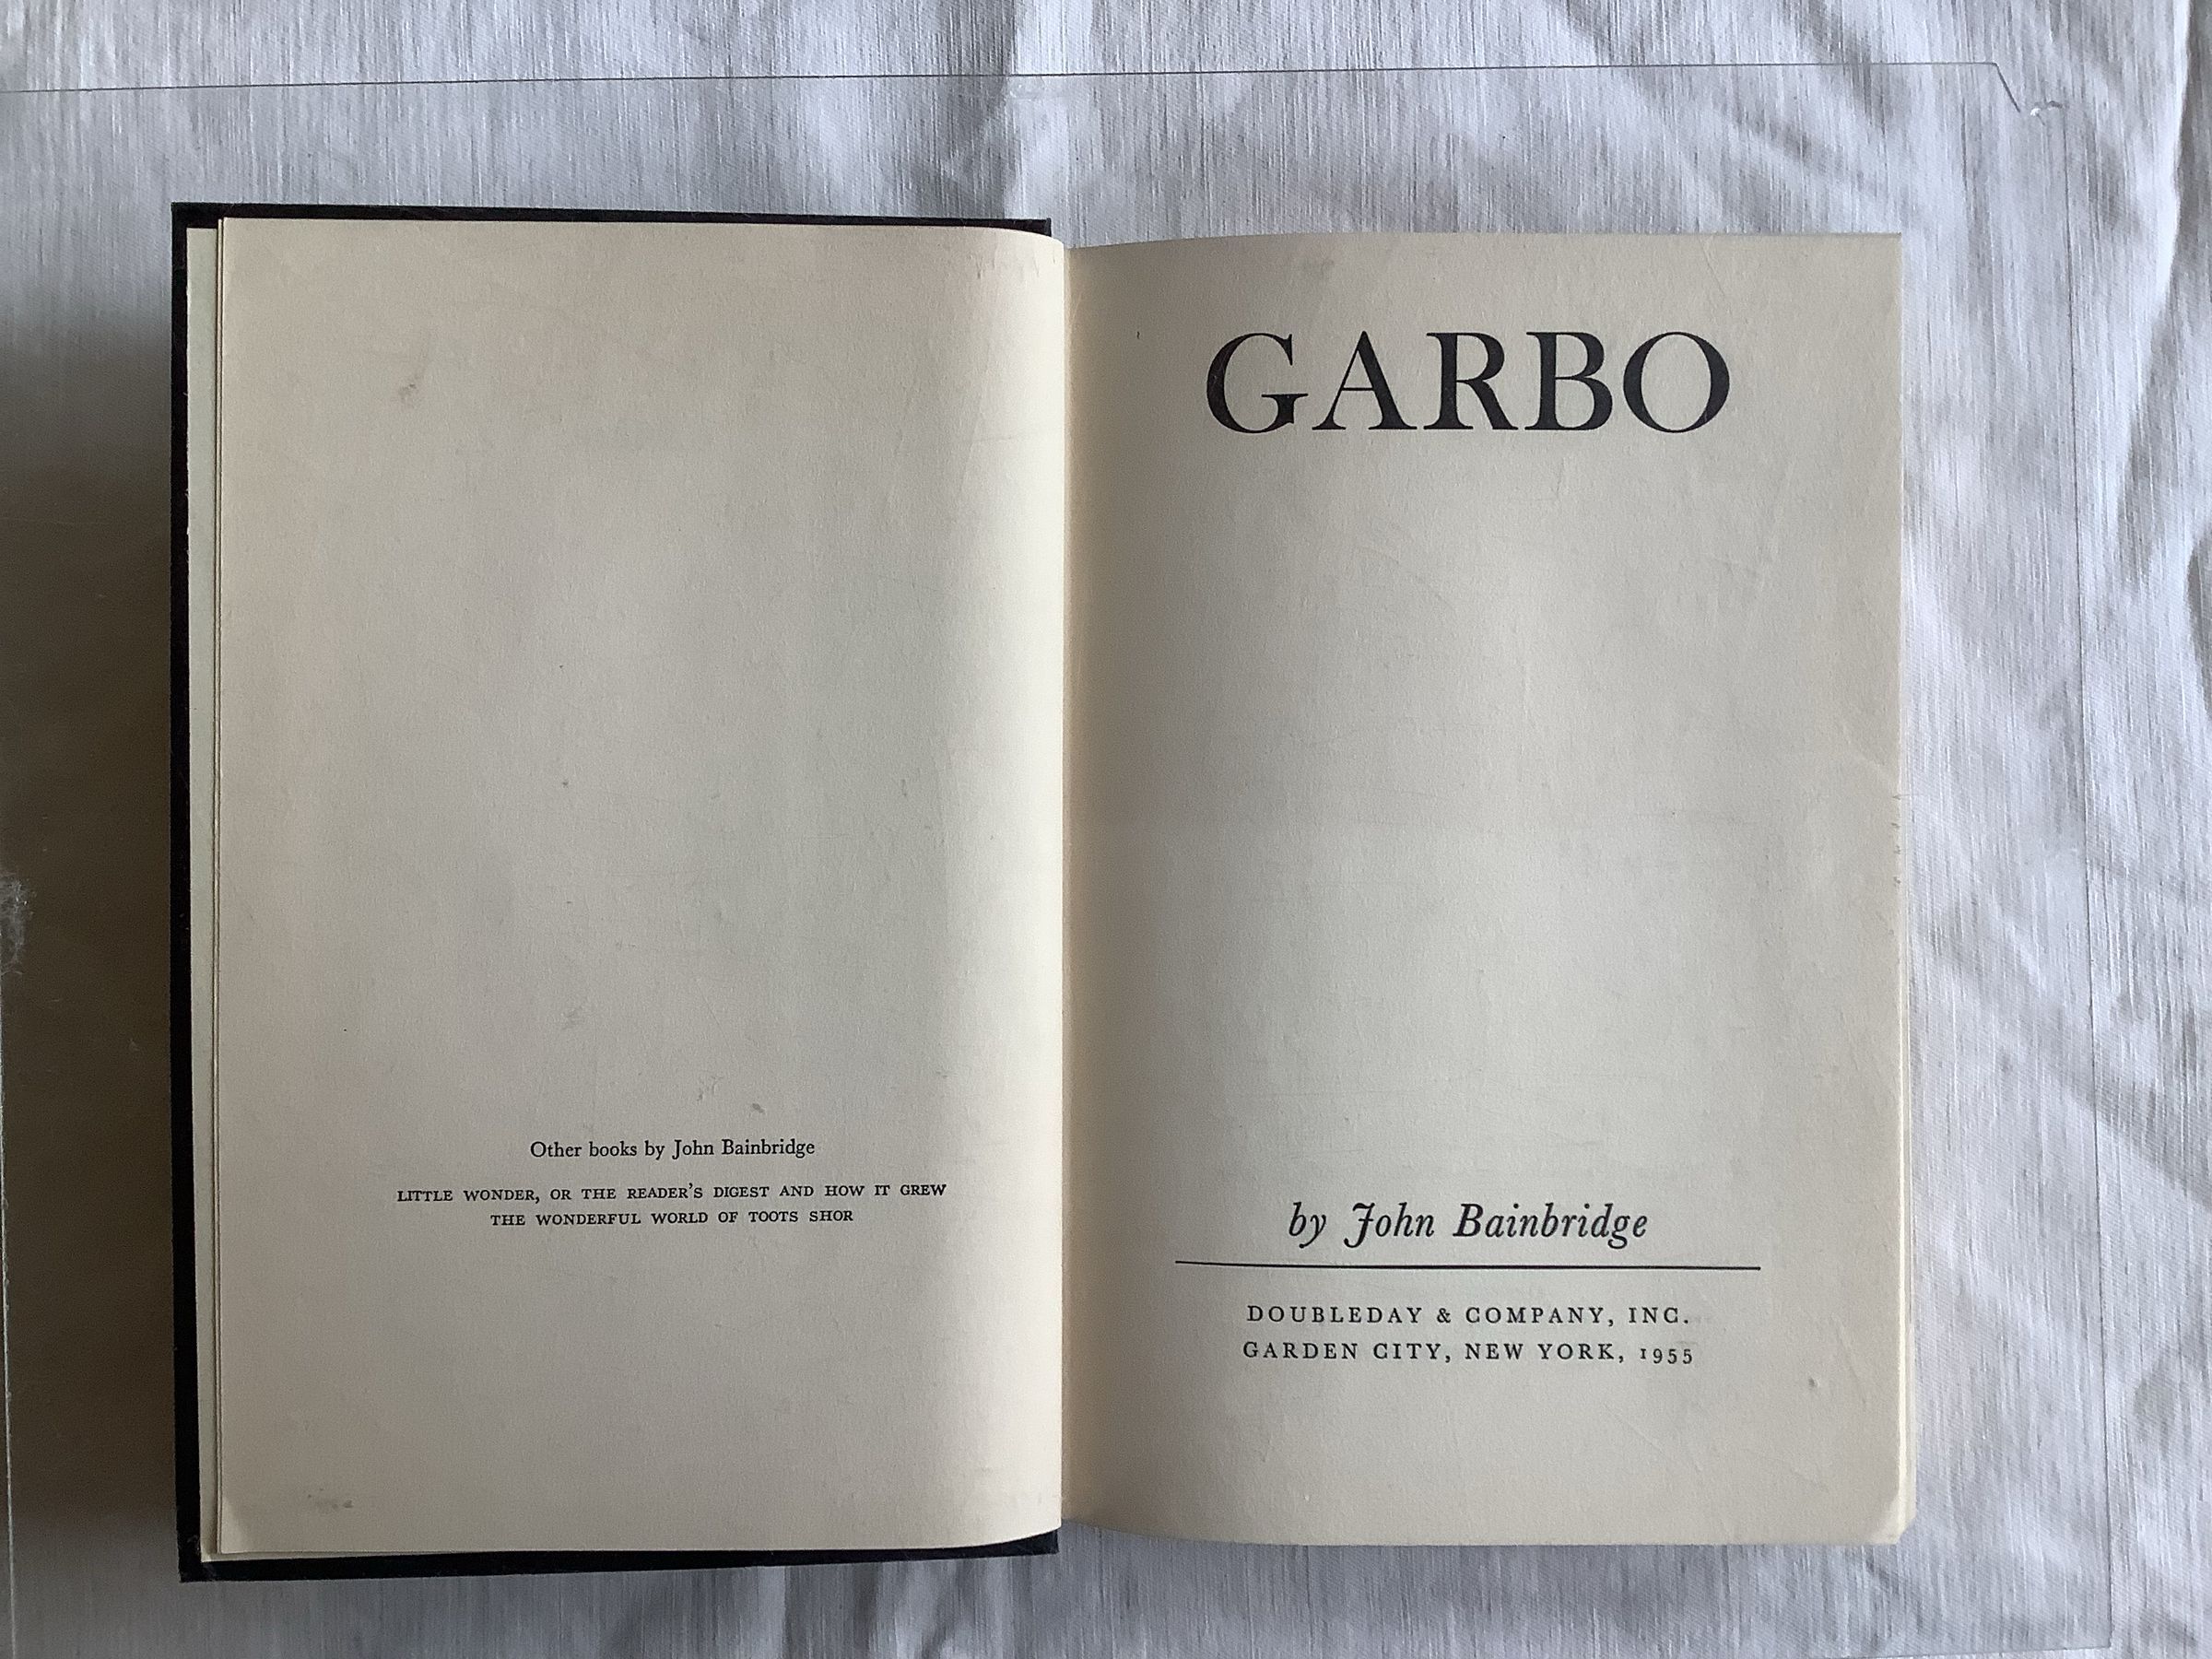 Other books by John Bainbridge
LITTLE WONDER, OR THE READER'S DIGEST AND HOW IT GREW
THE WONDERFUL WORLD OF TOOTS SHOR
GARBO
by John Bainbridge
DOUBLEDAY & COMPANY, INC.
GARDEN CITY, NEW YORK, 1955